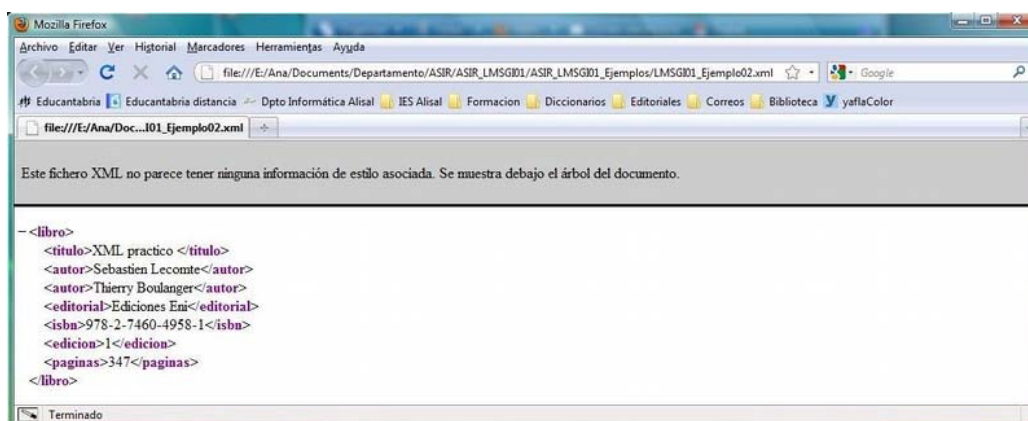 Mozilla Firefox
Archivo Editar Ver Historial Marcadores Herramientas Ayuda
file:///E:/Ana/Documents/Departamento/ASIR/ASIR_LMSGI01/ASIR_LMSGI01_Ejemplos/LMSGI01_Ejemplo02.xml Google
Educantabria Educantabria distancia Dpto Informática Alisal IES Alisal Formacion Diccionarios Editoriales Correos Biblioteca yaflaColor
file:///E:/Ana/Doc...I01_Ejemplo02.xml
Este fichero XML no parece tener ninguna información de estilo asociada. Se muestra debajo el árbol del documento.
−<libro>
<titulo>XML practico </titulo>
<autor>Sebastien Lecomte</autor>
<autor>Thierry Boulanger</autor>
<editorial>Ediciones Eni</editorial>
<isbn>978-2-7460-4958-1</isbn>
<edicion>1</edicion>
<paginas>347</paginas>
</libro>
Terminado